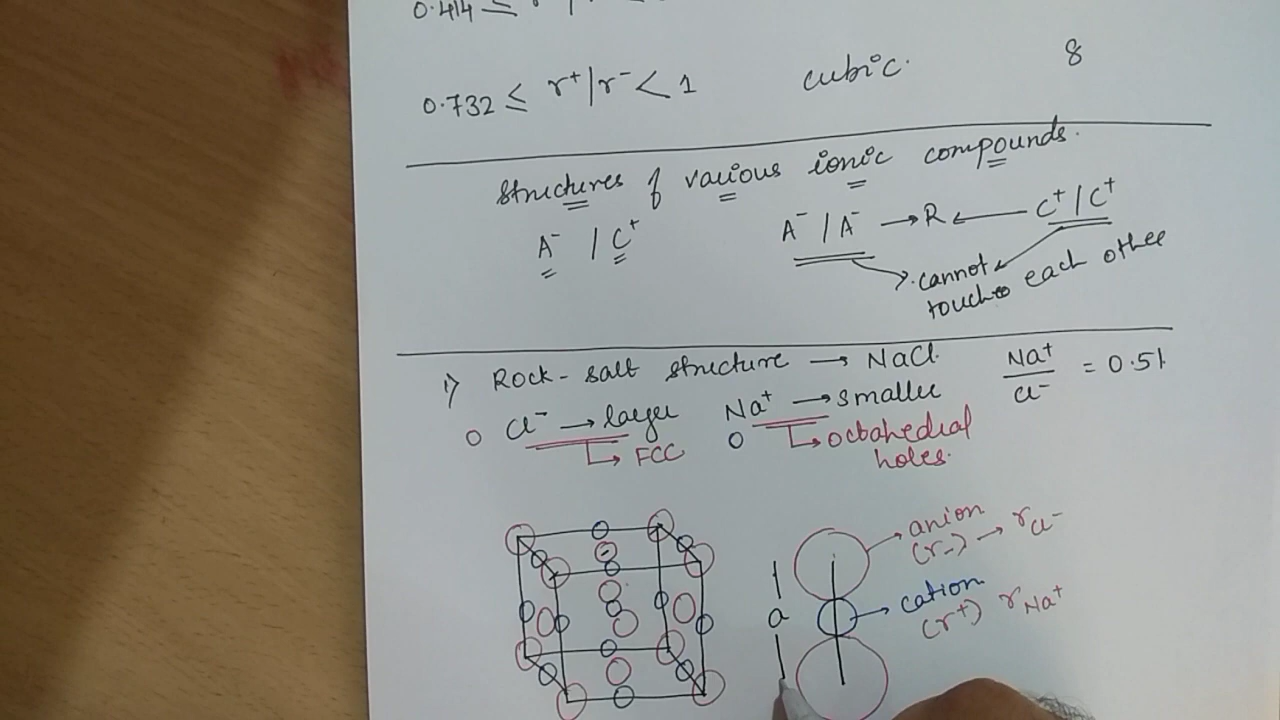 0.414 ≤ r
0.732 ≤ r⁺/r⁻ < 1 cubic. 8
Structures of various ionic compounds.
A⁻ / C⁺
A⁻ / A⁻ → R ← C⁺ / C⁺
cannot
touch each other
1) Rock-salt structure → NaCl
Na⁺
Cl⁻
= 0.51
Cl⁻ → larger
Na⁺ → smaller
FCC
octahedral
holes.
anion
(r₋) → r Cl⁻
a
cation
(r⁺) r Na⁺